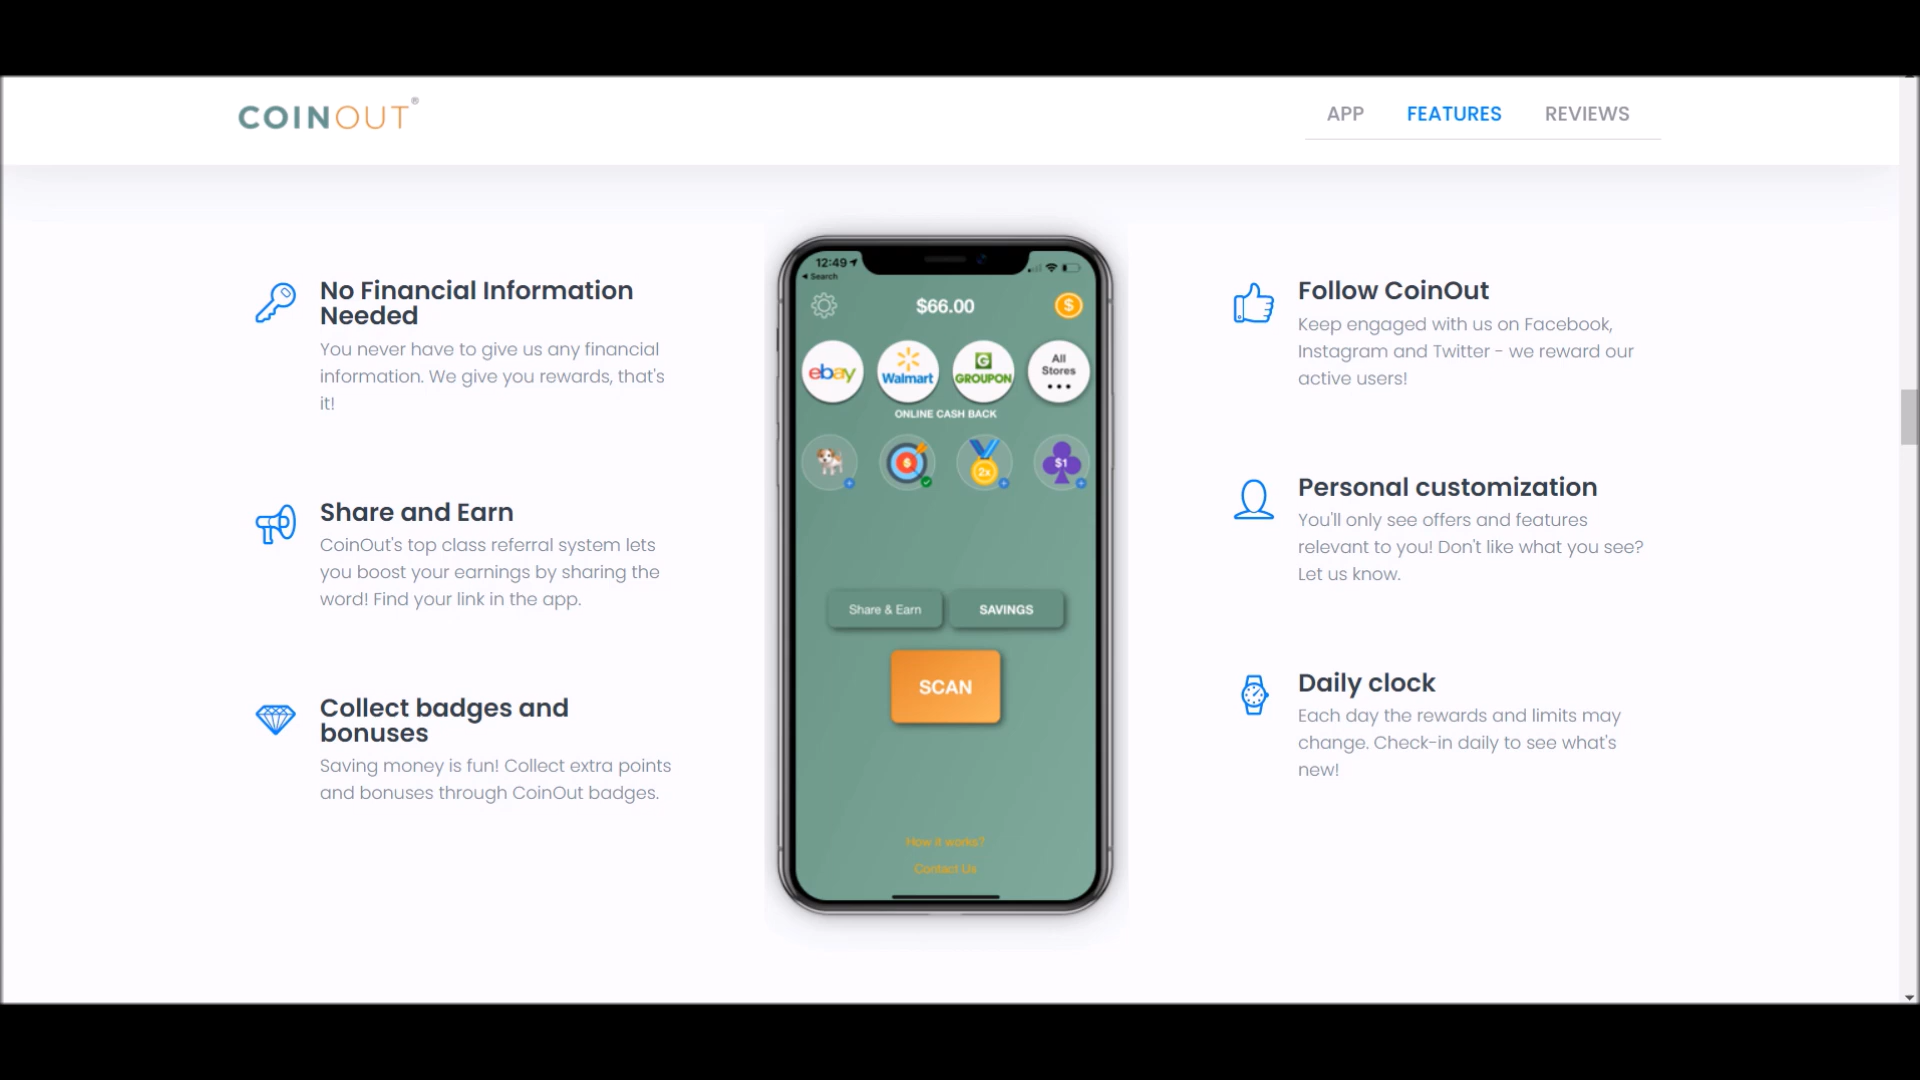 COINOUT®
APP
FEATURES
REVIEWS
No Financial Information
Needed
You never have to give us any financial
information. We give you rewards, that's
it!
Share and Earn
CoinOut's top class referral system lets
you boost your earnings by sharing the
word! Find your link in the app.
Collect badges and
bonuses
Saving money is fun! Collect extra points
and bonuses through CoinOut badges.
12:49
Search
$66.00
$
ebay
Walmart
G
GROUPON
All
Stores
ONLINE CASH BACK
$
2x
$1
Share & Earn
SAVINGS
SCAN
How it works?
Contact Us
Follow CoinOut
Keep engaged with us on Facebook,
Instagram and Twitter - we reward our
active users!
Personal customization
You'll only see offers and features
relevant to you! Don't like what you see?
Let us know.
Daily clock
Each day the rewards and limits may
change. Check-in daily to see what's
new!